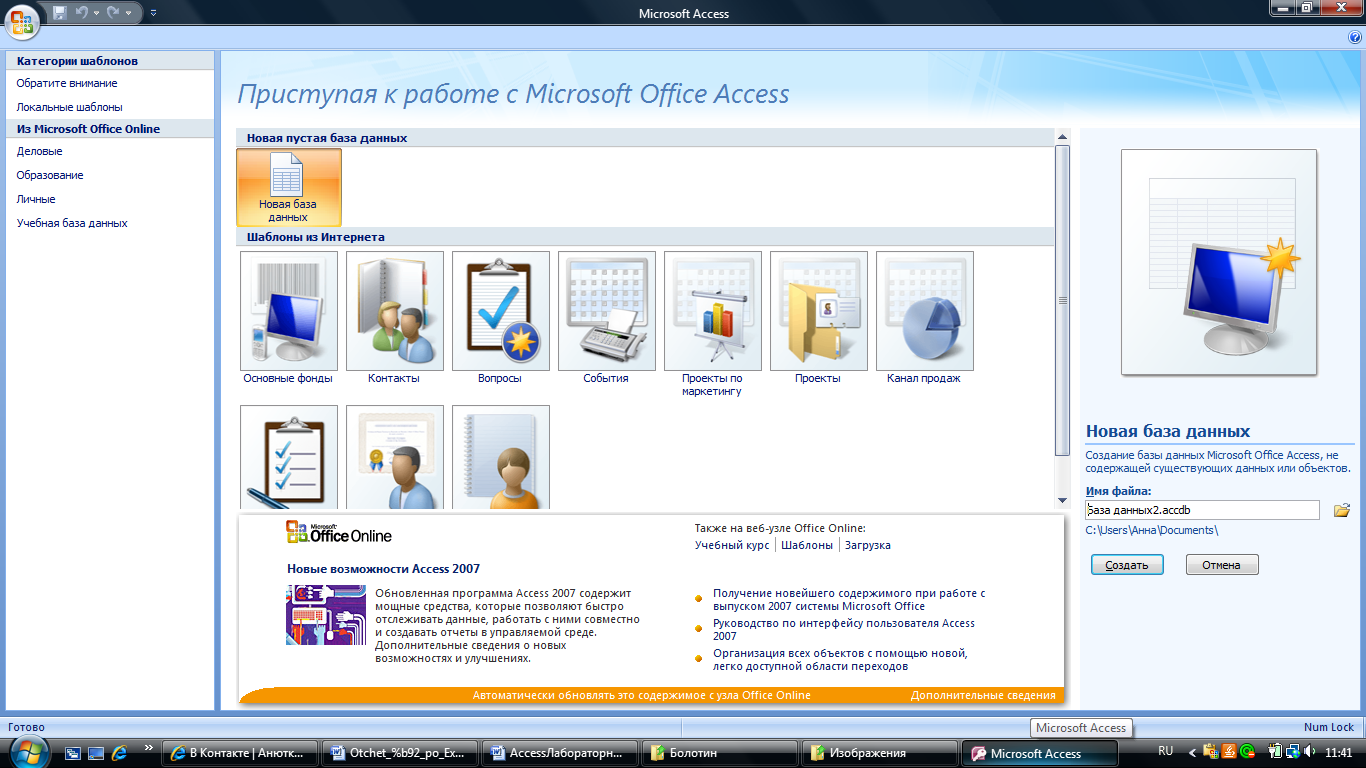 Microsoft Access
Категории шаблонов
Обратите внимание
Локальные шаблоны
Из Microsoft Office Online
Деловые
Образование
Личные
Учебная база данных
Приступая к работе с Microsoft Office Access
Новая пустая база данных
Новая база
данных
Шаблоны из Интернета
Основные фонды
Контакты
Вопросы
События
Проекты по
маркетингу
Проекты
Канал продаж
Microsoft
Office Online
Новые возможности Access 2007
Обновленная программа Access 2007 содержит
мощные средства, которые позволяют быстро
отслеживать данные, работать с ними совместно
и создавать отчеты в управляемой среде.
Дополнительные сведения о новых
возможностях и улучшениях.
Также на веб-узле Office Online:
Учебный курс | Шаблоны | Загрузка
Получение новейшего содержимого при работе с
выпуском 2007 системы Microsoft Office
Руководство по интерфейсу пользователя Access
2007
Организация всех объектов с помощью новой,
легко доступной области переходов
Автоматически обновлять это содержимое с узла Office Online
Дополнительные сведения
Новая база данных
Создание базы данных Microsoft Office Access, не
содержащей существующих данных или объектов.
Имя файла:
База данных2.accdb
C:\Users\Анна\Documents\
Создать
Отмена
Готово
Microsoft Access
Num Lock
В Контакте | Анютк...
Otchet_%b92_po_Ex...
AccessЛабораторн...
Болотин
Изображения
Microsoft Access
RU
11:41